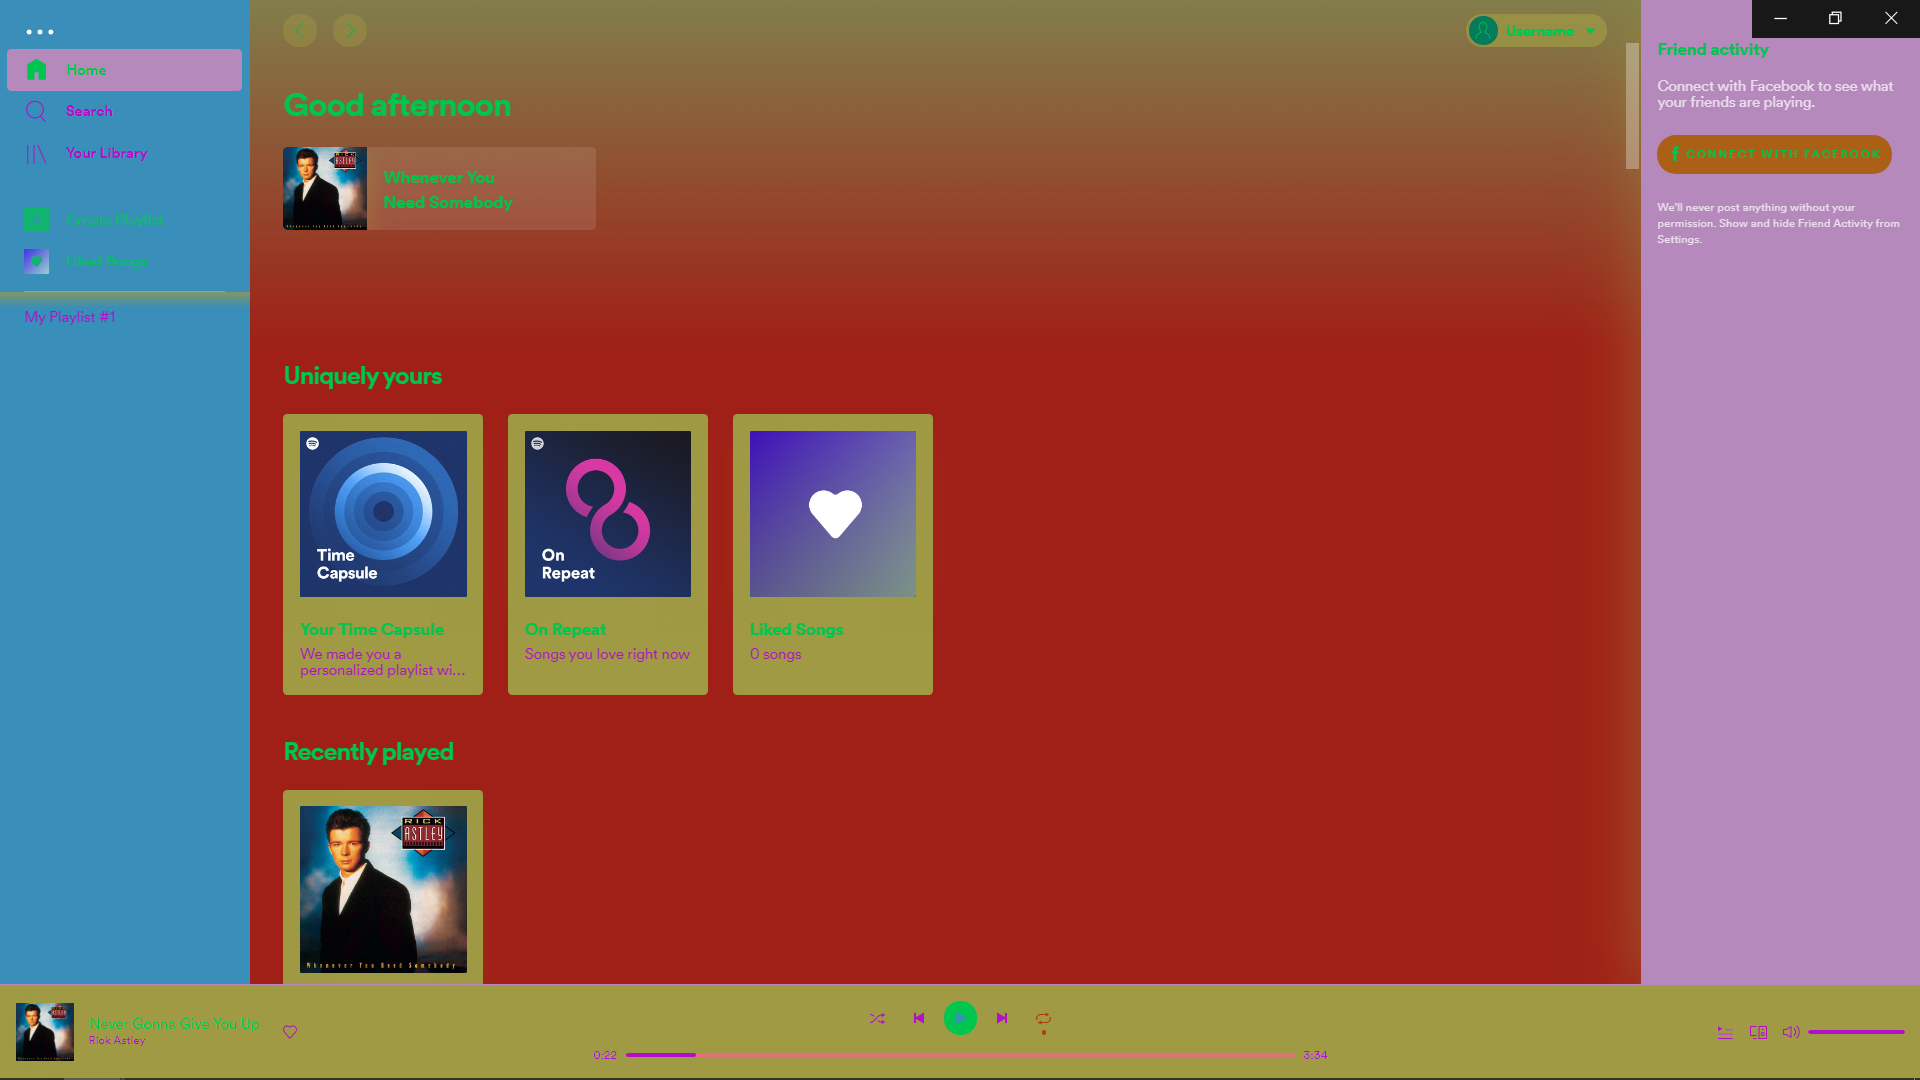 Home
Search
Your Library
Create Playlist
Liked Songs
My Playlist #1
Username
Good afternoon
Whenever You
Need Somebody
Uniquely yours
Time
Capsule
Your Time Capsule
We made you a
personalized playlist wi...
On
Repeat
On Repeat
Songs you love right now
Liked Songs
0 songs
Recently played
RICK
ASTLEY
Whenever You Need Somebody
Friend activity
Connect with Facebook to see what
your friends are playing.
CONNECT WITH FACEBOOK
We'll never post anything without your
permission. Show and hide Friend Activity from
Settings.
Never Gonna Give You Up
Rick Astley
0:22
3:34